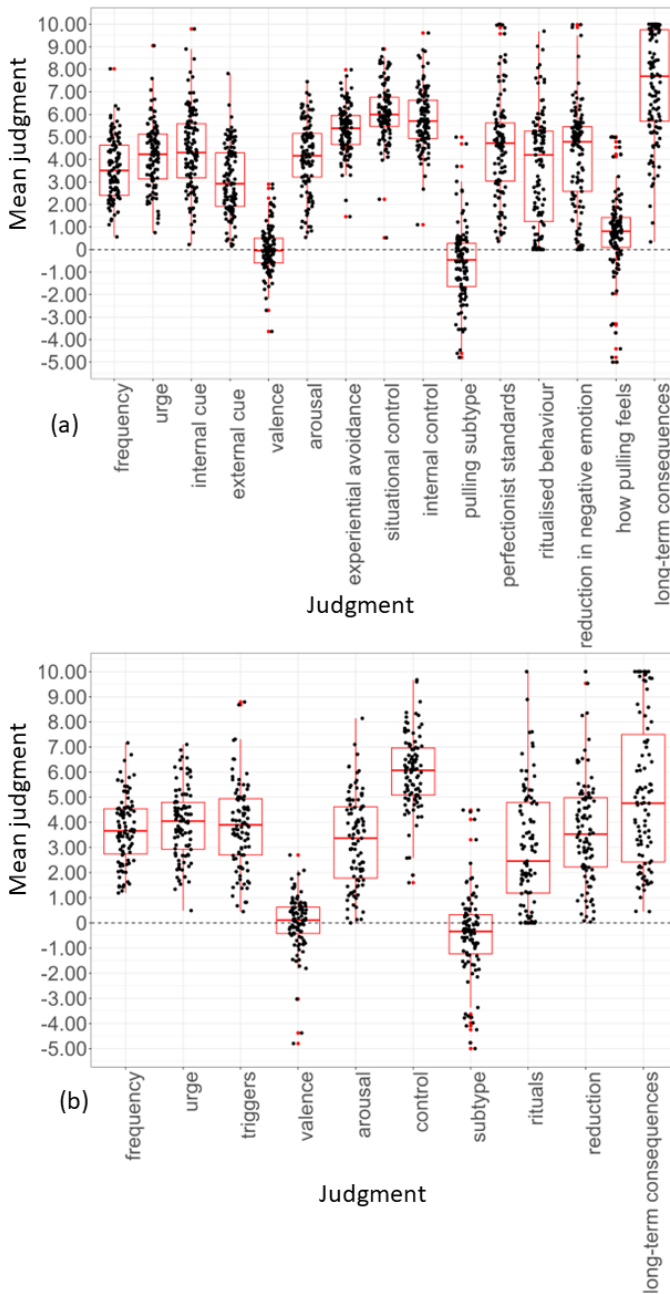 10.00
9.00
8.00
7.00
6.00
5.00
4.00
3.00
2.00
1.00
0
-1.00
-2.00
-3.00
-4.00
-5.00
Mean judgment
(a)
frequency
urge
internal cue
external cue
valence
arousal
experiential avoidance
situational control
internal control
pulling subtype
perfectionist standards
ritualised behaviour
reduction in negative emotion
how pulling feels
long-term consequences
Judgment
10.00
9.00
8.00
7.00
6.00
5.00
4.00
3.00
2.00
1.00
0
-1.00
-2.00
-3.00
-4.00
-5.00
Mean judgment
(b)
frequency
urge
triggers
valence
arousal
control
subtype
rituals
reduction
long-term consequences
Judgment